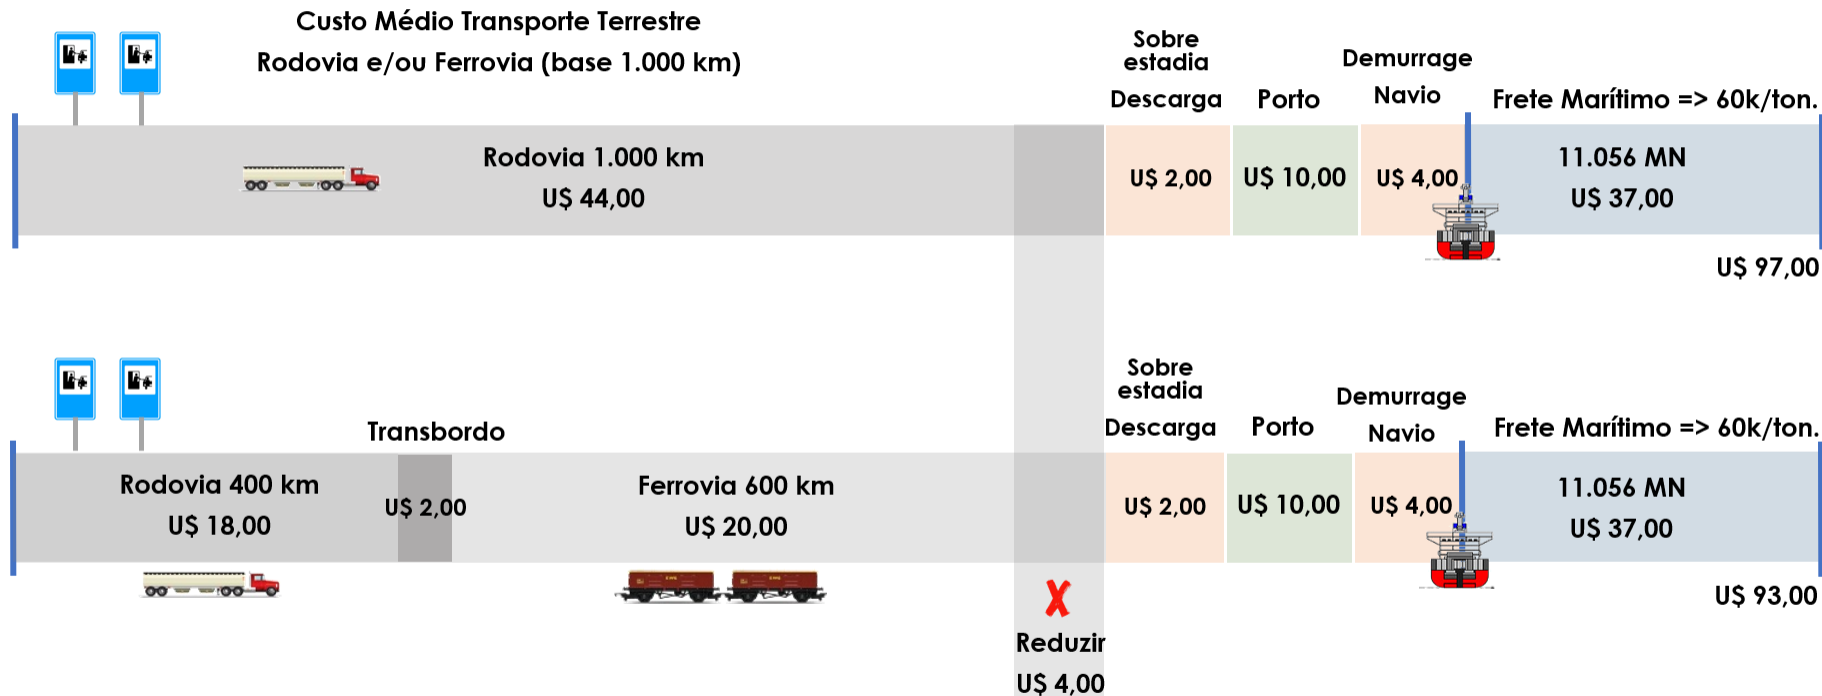 Custo Médio Transporte Terrestre
Rodovia e/ou Ferrovia (base 1.000 km)
Sobre
estadia
Descarga
Porto
Demurrage
Navio
Frete Marítimo => 60k/ton.
Rodovia 1.000 km
U$ 44,00
U$ 2,00
U$ 10,00
U$ 4,00
11.056 MN
U$ 37,00
U$ 97,00
Transbordo
Sobre
estadia
Descarga
Porto
Demurrage
Navio
Frete Marítimo => 60k/ton.
Rodovia 400 km
U$ 18,00
U$ 2,00
Ferrovia 600 km
U$ 20,00
U$ 2,00
U$ 10,00
U$ 4,00
11.056 MN
U$ 37,00
U$ 93,00
Reduzir
U$ 4,00